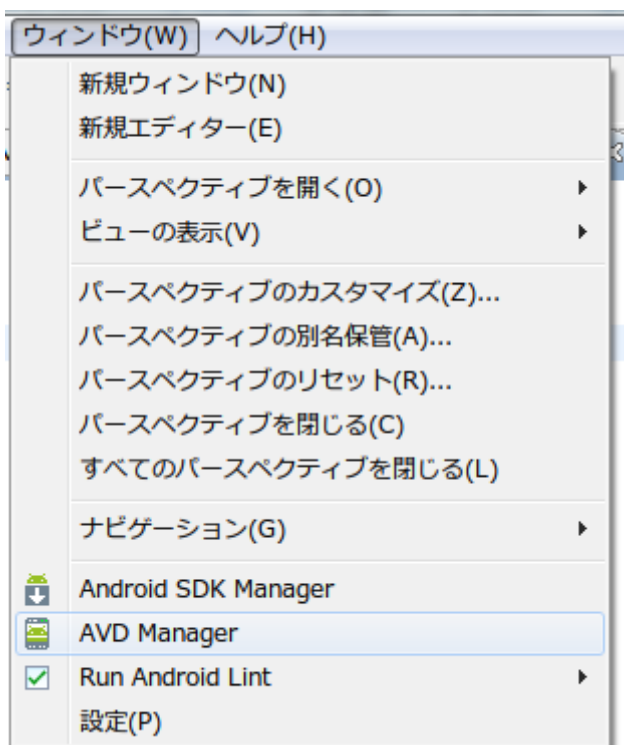 ウィンドウ(W) ヘルプ(H)
新規ウィンドウ(N)
新規エディター(E)
パースペクティブを開く(O)
ビューの表示(V)
パースペクティブのカスタマイズ(Z)...
パースペクティブの別名保管(A)...
パースペクティブのリセット(R)...
パースペクティブを閉じる(C)
すべてのパースペクティブを閉じる(L)
ナビゲーション(G)
Android SDK Manager
AVD Manager
Run Android Lint
設定(P)